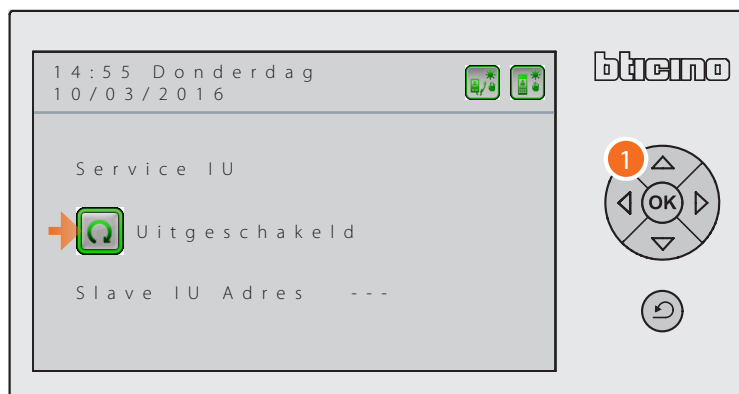 14:55 Donderdag
10/03/2016
bticino
Service IU
1
OK
Uitgeschakeld
Slave IU Adres ---